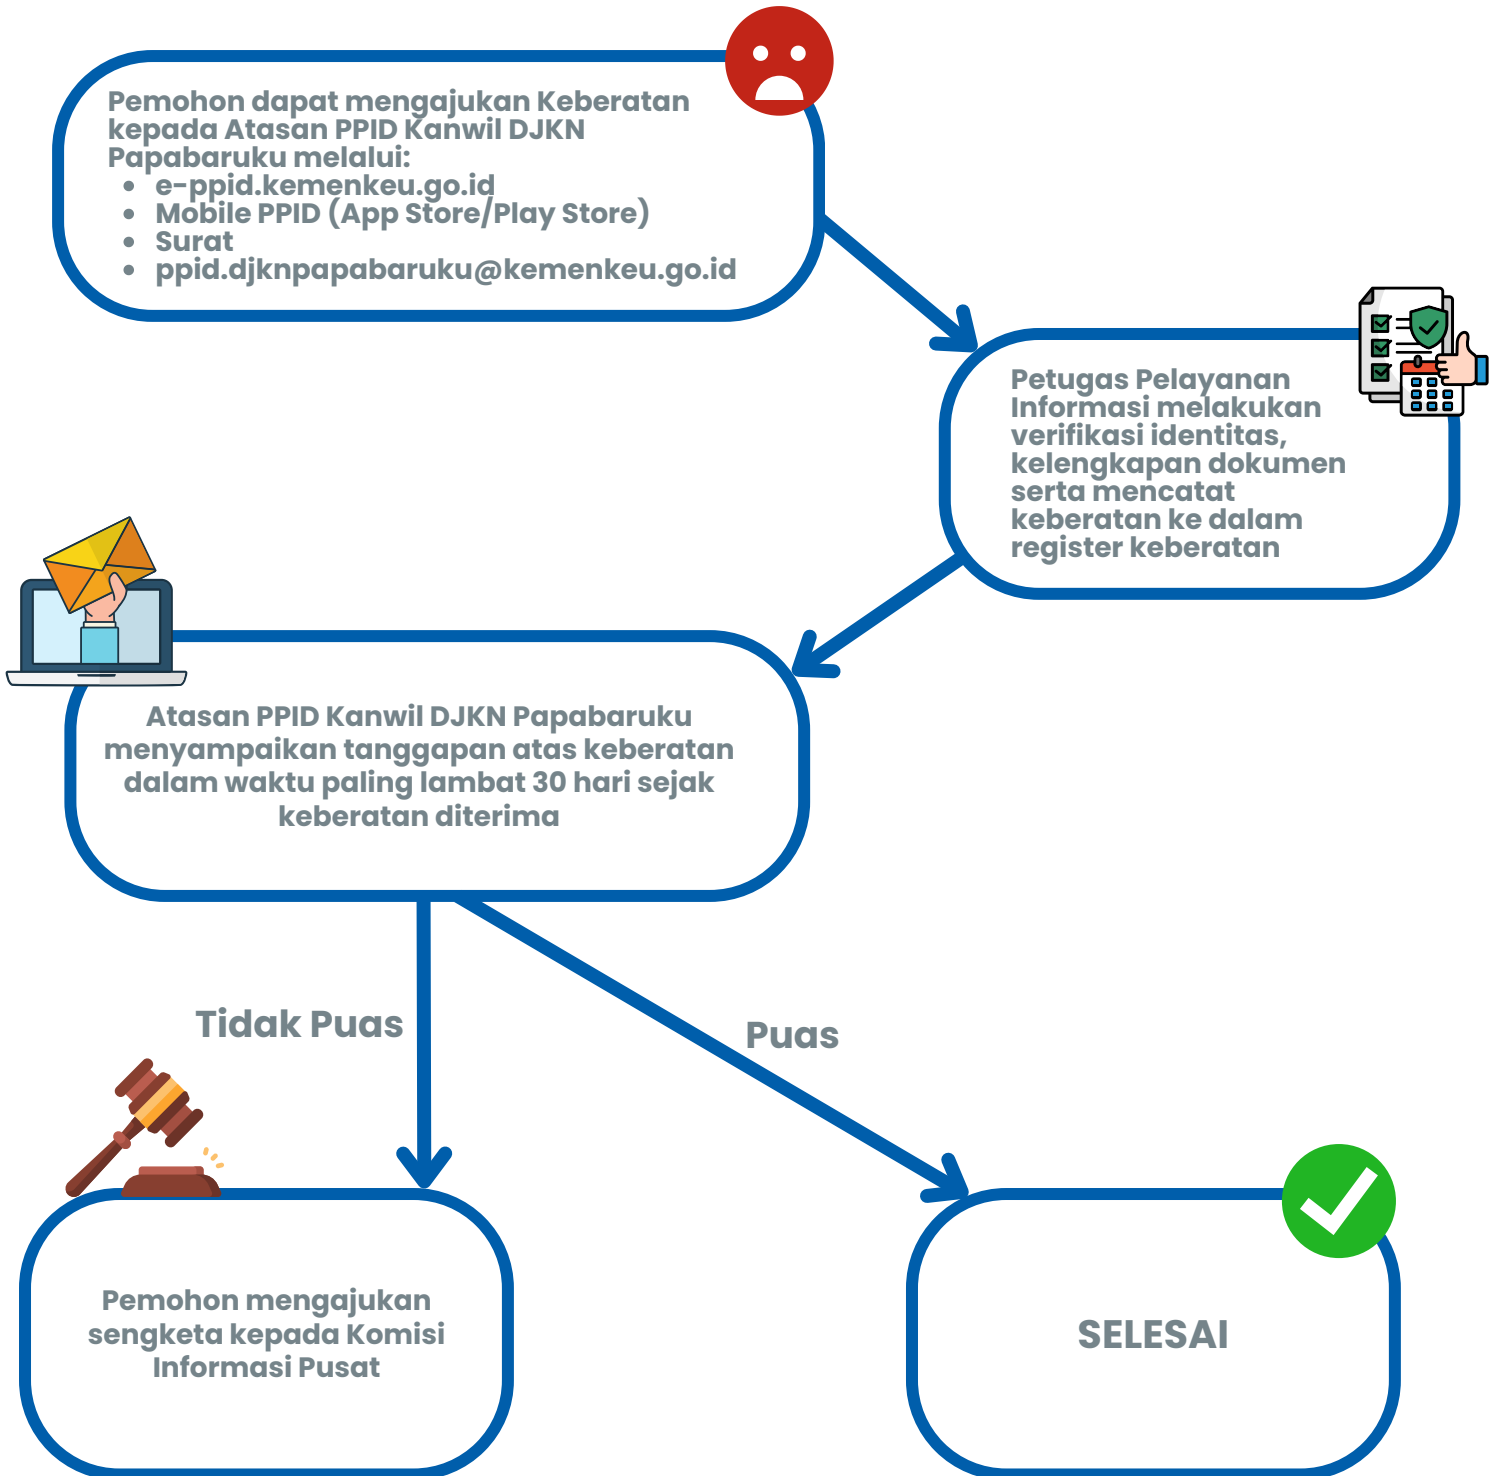 Pemohon dapat mengajukan Keberatan
kepada Atasan PPID Kanwil DJKN
Papabaruku melalui:
• e-ppid.kemenkeu.go.id
• Mobile PPID (App Store/Play Store)
• Surat
• ppid.djknpapabaruku@kemenkeu.go.id
Petugas Pelayanan
Informasi melakukan
verifikasi identitas,
kelengkapan dokumen
serta mencatat
keberatan ke dalam
register keberatan
Atasan PPID Kanwil DJKN Papabaruku
menyampaikan tanggapan atas keberatan
dalam waktu paling lambat 30 hari sejak
keberatan diterima
Tidak Puas
Puas
Pemohon mengajukan
sengketa kepada Komisi
Informasi Pusat
SELESAI